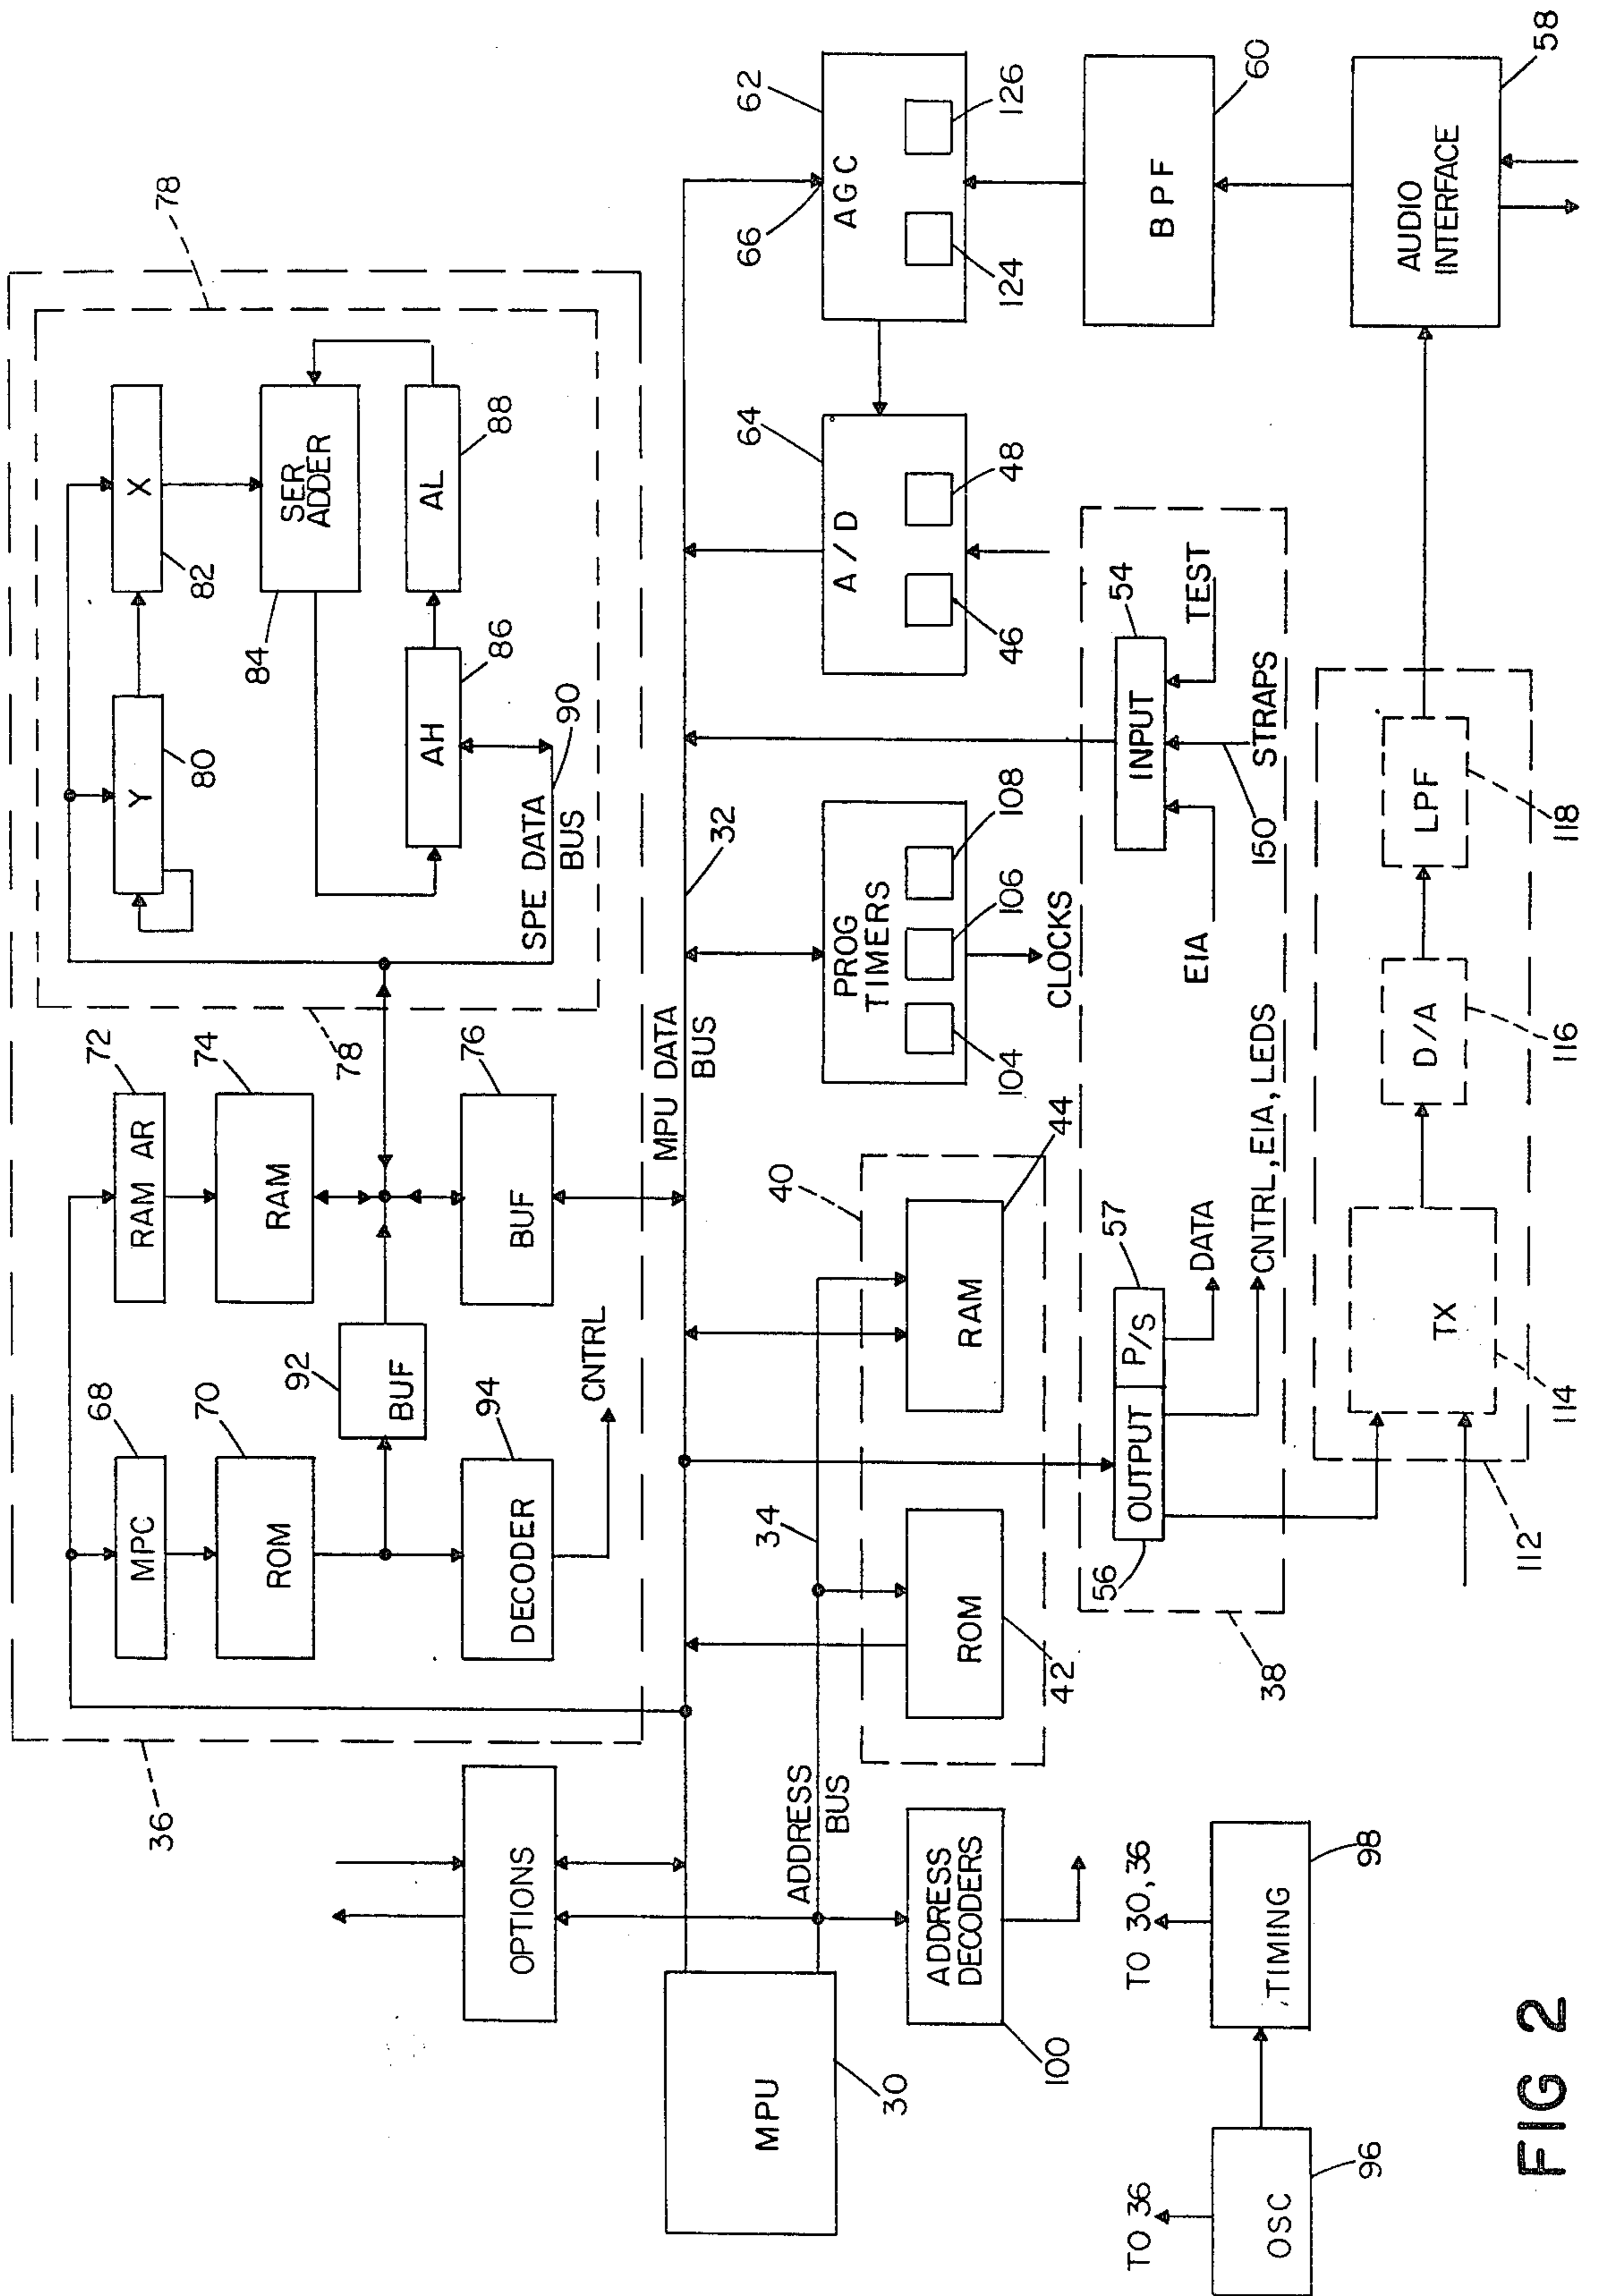 36
78
MPC
68
RAM AR
72
ROM
70
RAM
74
BUF
92
DECODER
94
CNTRL
BUF
76
78
Y
80
X
82
SER
ADDER
84
AH
86
AL
88
SPE DATA
BUS
90
OPTIONS
MPU
30
MPU DATA
BUS
32
ADDRESS
BUS
34
ADDRESS
DECODERS
100
40
ROM
42
RAM
44
PROG
TIMERS
104
106
108
CLOCKS
A/D
64
46
48
AGC
62
66
124
126
BPF
60
AUDIO
INTERFACE
58
38
OUTPUT
56
P/S
57
DATA
CNTRL,EIA,LEDS
INPUT
54
EIA
150
STRAPS
TEST
112
TX
114
D/A
116
LPF
118
TO 36
OSC
96
TO 30,36
TIMING
98
FIG 2